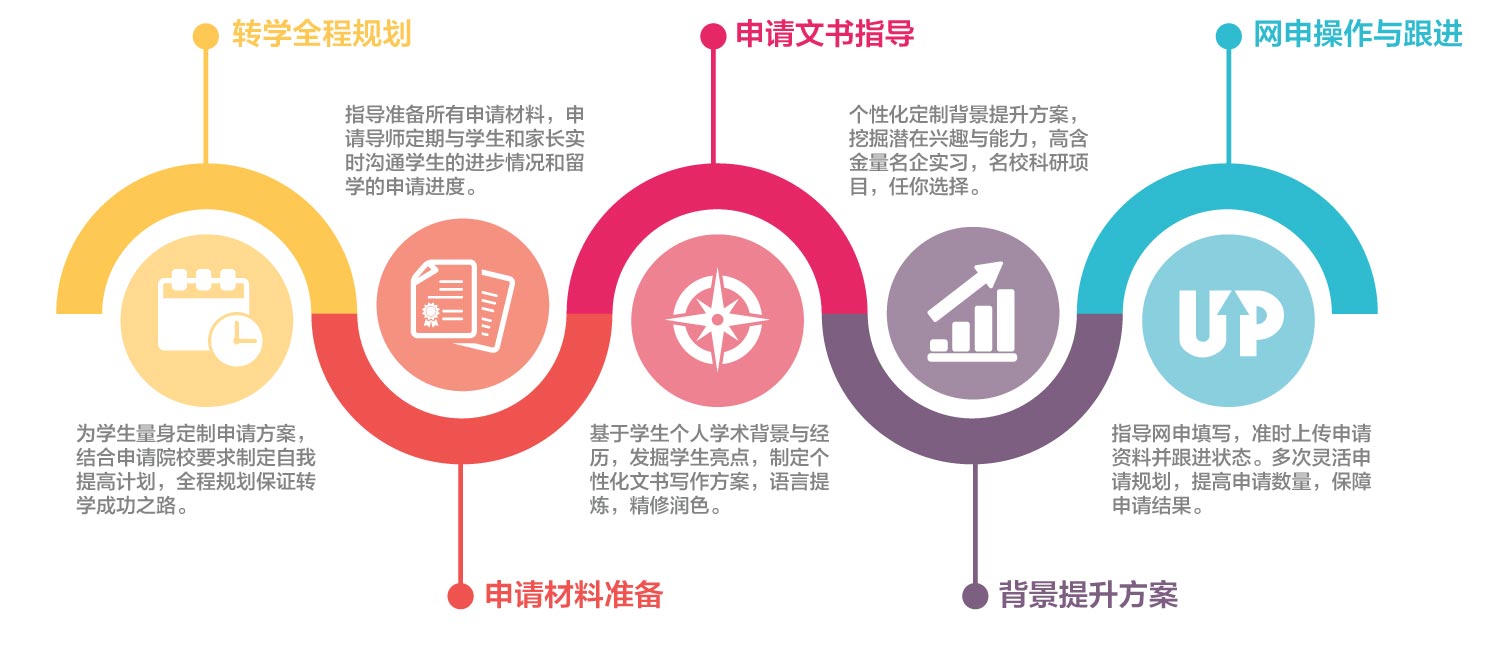 转学全程规划
为学生量身定制申请方案，
结合申请院校要求制定自我
提高计划，全程规划保证转
学成功之路。
指导准备所有申请材料，申
请导师定期与学生和家长实
时沟通学生的进步情况和留
学的申请进度。
申请材料准备
申请文书指导
基于学生个人学术背景与经
历，发掘学生亮点，制定个
性化文书写作方案，语言提
炼，精修润色。
个性化定制背景提升方案，
挖掘潜在兴趣与能力，高含
金量名企实习，名校科研项
目，任你选择。
背景提升方案
网申操作与跟进
UP
指导网申填写，准时上传申请
资料并跟进状态。多次灵活申
请规划，提高申请数量，保障
申请结果。